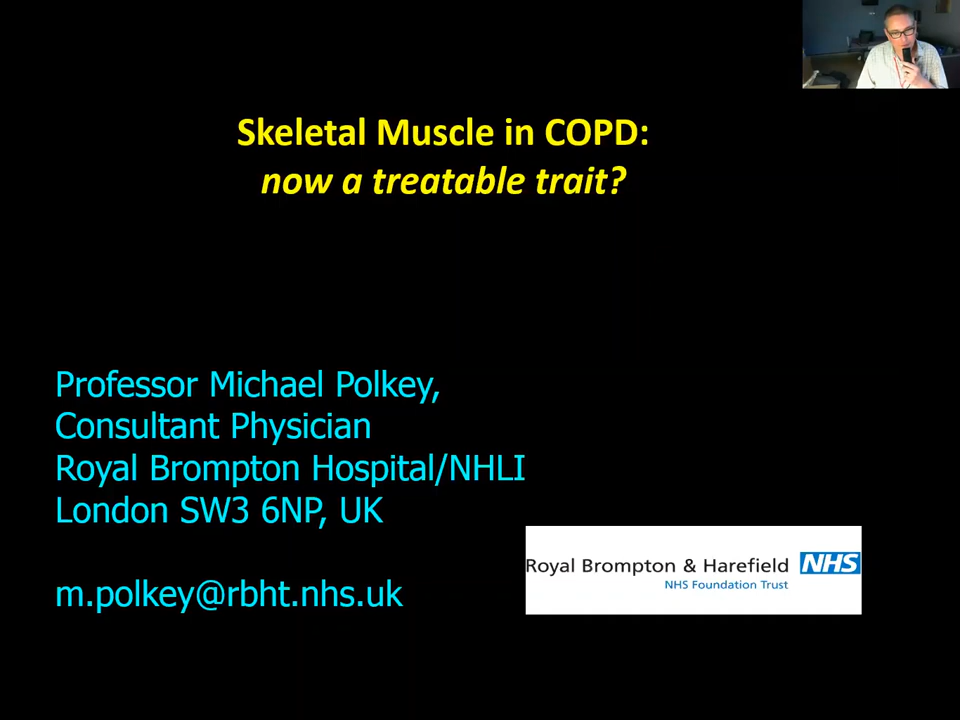 Skeletal Muscle in COPD:
now a treatable trait?
Professor Michael Polkey,
Consultant Physician
Royal Brompton Hospital/NHLI
London SW3 6NP, UK
m.polkey@rbht.nhs.uk
Royal Brompton & Harefield NHS
NHS Foundation Trust